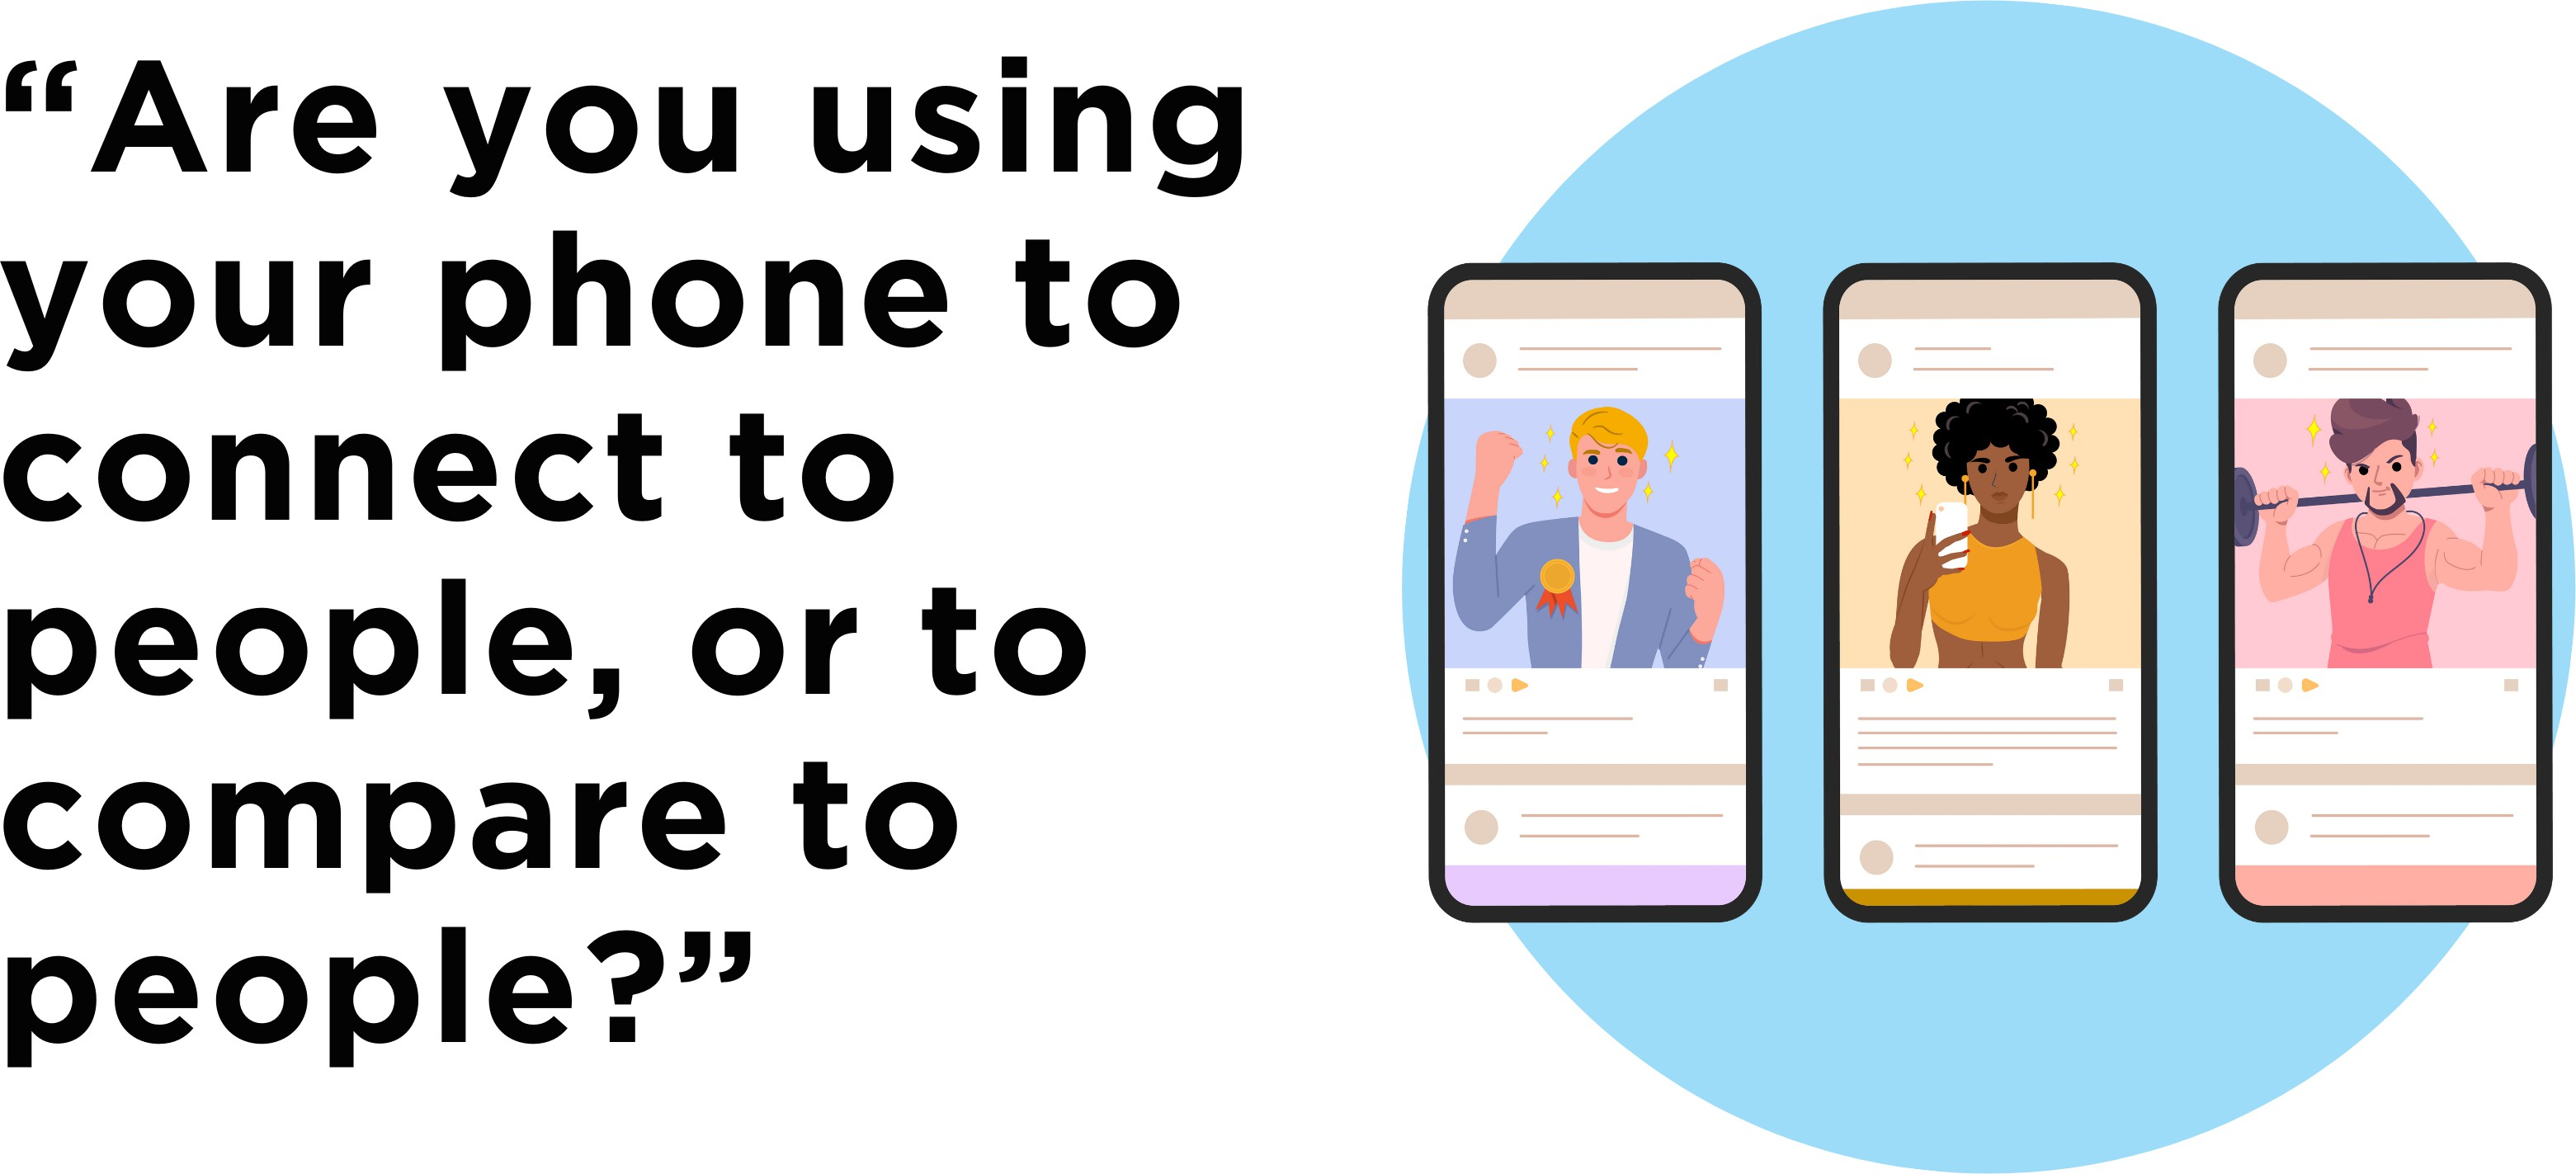 “Are you using
your phone to
connect to
people, or to
compare to
people?”